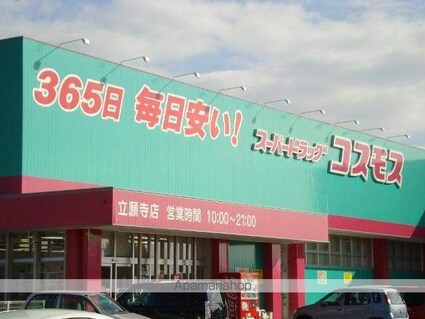 365日 毎日安い!
スーパードラッグ コスモス
立願寺店 営業時間 10:00~21:00
Apamanshop